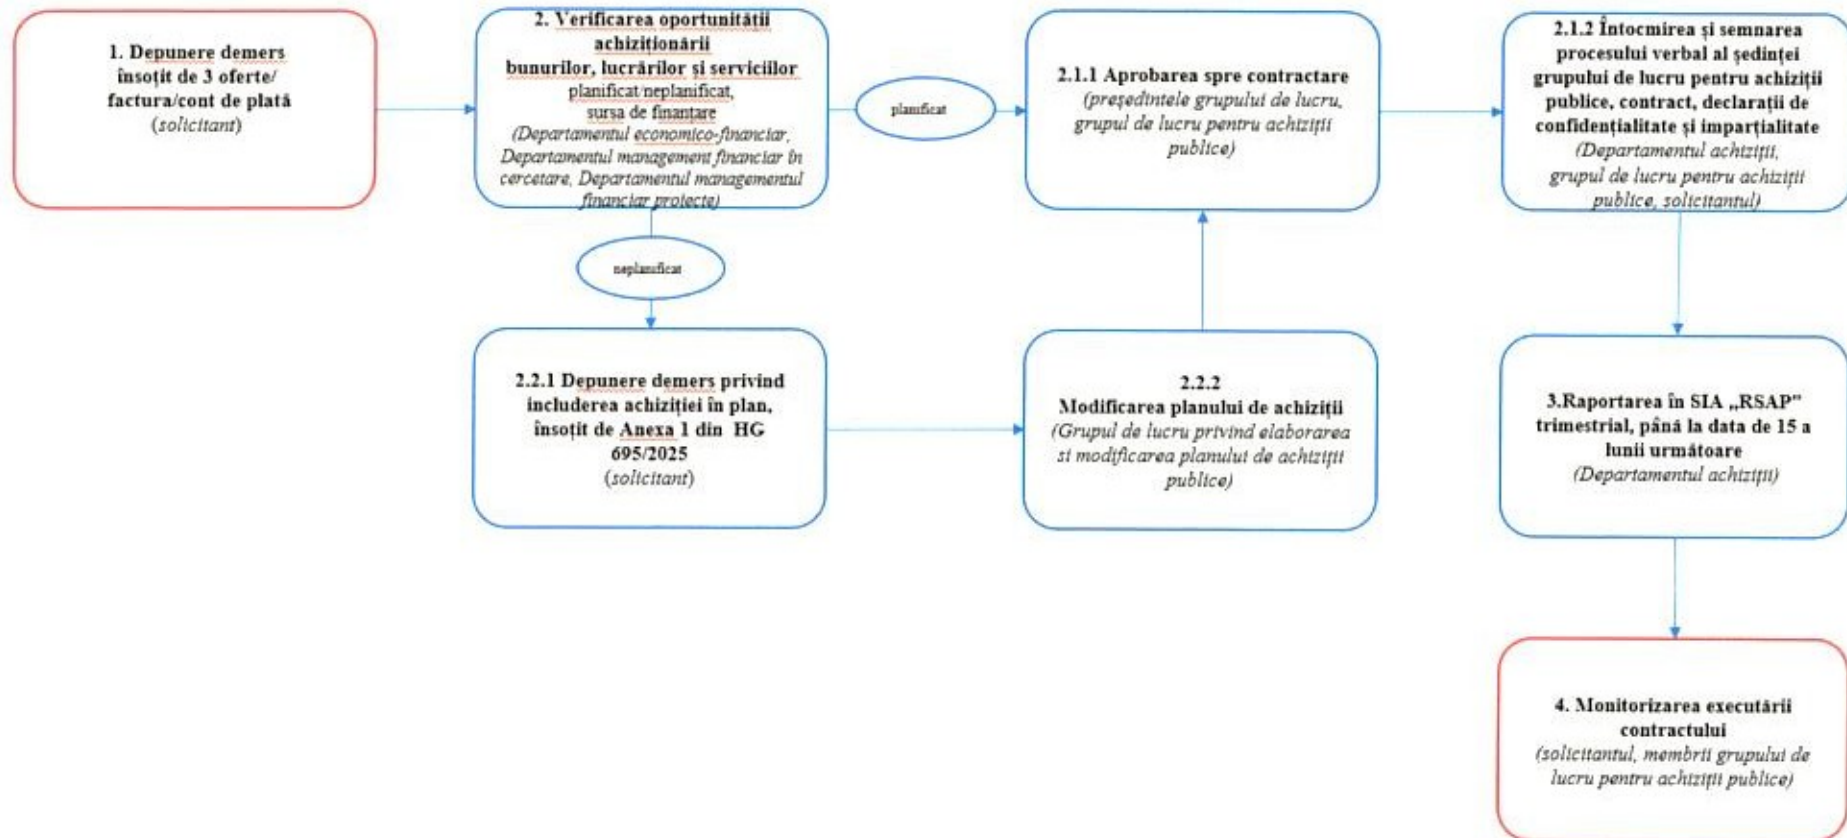 1. Depunere demers
însoțit de 3 oferte/
factura/cont de plată
(solicitant)
2. Verificarea oportunității
achiziționării
bunurilor, lucrărilor și serviciilor
planificat/neplanificat,
sursa de finanțare
(Departamentul economico-financiar,
Departamentul management financiar în
cercetare, Departamentul managementul
financiar proiecte)
planificat
2.1.1 Aprobarea spre contractare
(președintele grupului de lucru,
grupul de lucru pentru achiziții
publice)
2.1.2 Întocmirea și semnarea
procesului verbal al ședinței
grupului de lucru pentru achiziții
publice, contract, declarații de
confidențialitate și imparțialitate
(Departamentul achiziții,
grupul de lucru pentru achiziții
publice, solicitantul)
neplanificat
2.2.1 Depunere demers privind
includerea achiziției în plan,
însoțit de Anexa 1 din HG
695/2025
(solicitant)
2.2.2
Modificarea planului de achiziții
(Grupul de lucru privind elaborarea
si modificarea planului de achiziții
publice)
3.Raportarea în SIA „RSAP”
trimestrial, până la data de 15 a
lunii următoare
(Departamentul achiziții)
4. Monitorizarea executării
contractului
(solicitantul, membrii grupului de
lucru pentru achiziții publice)